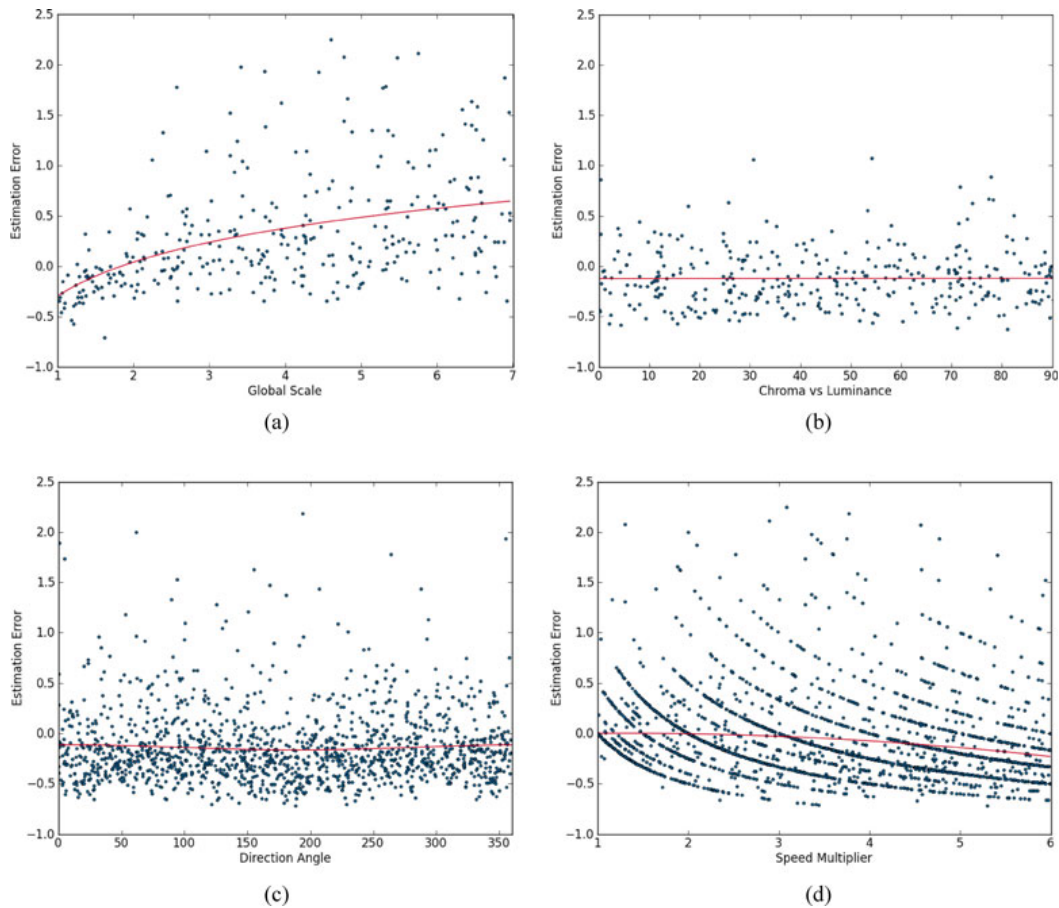 2.5
2.0
1.5
1.0
0.5
0.0
−0.5
−1.0
Estimation Error
1 2 3 4 5 6 7
Global Scale
(a)
2.5
2.0
1.5
1.0
0.5
0.0
−0.5
−1.0
Estimation Error
0 10 20 30 40 50 60 70 80 90
Chroma vs Luminance
(b)
2.5
2.0
1.5
1.0
0.5
0.0
−0.5
−1.0
Estimation Error
0 50 100 150 200 250 300 350
Direction Angle
(c)
2.5
2.0
1.5
1.0
0.5
0.0
−0.5
−1.0
Estimation Error
1 2 3 4 5 6
Speed Multiplier
(d)